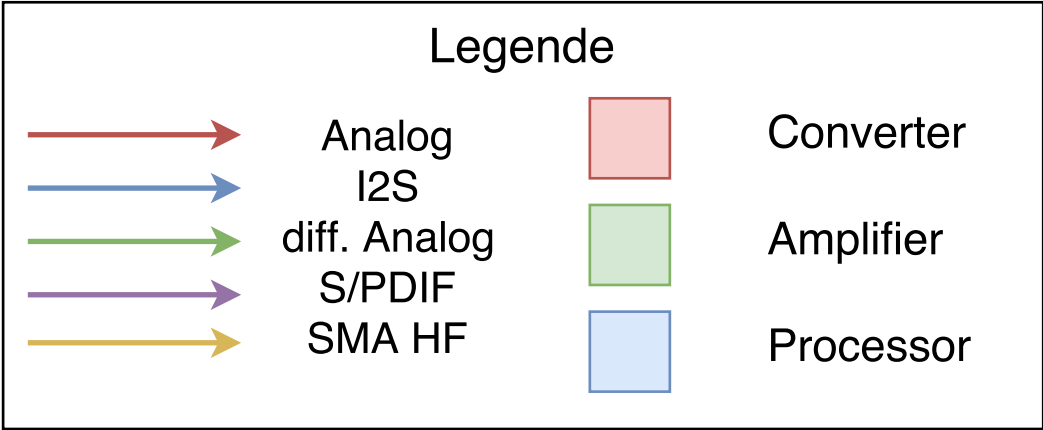 Legende
Analog
I2S
diff. Analog
S/PDIF
SMA HF
Converter
Amplifier
Processor